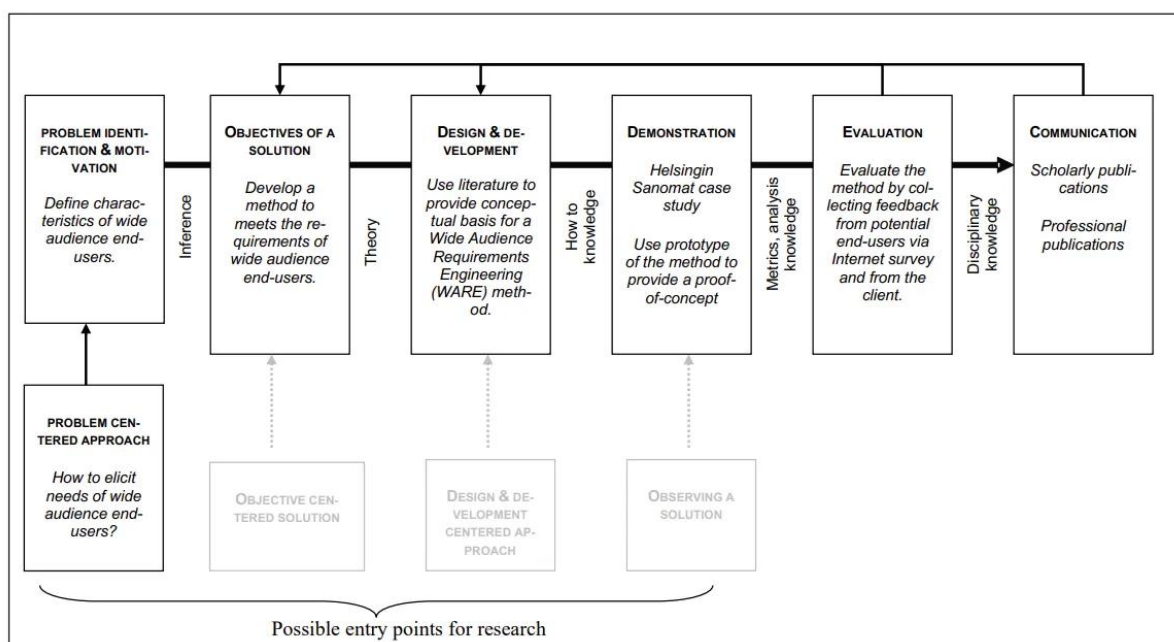 PROBLEM IDENTI-
FICATION & MOTI-
VATION
Define charac-
teristics of wide
audience end-
users.
Inference
OBJECTIVES OF A
SOLUTION
Develop a
method to
meets the re-
quirements of
wide audience
end-users.
Theory
DESIGN & DE-
VELOPMENT
Use literature to
provide concep-
tual basis for a
Wide Audience
Requirements
Engineering
(WARE) meth-
od.
How to
knowledge
DEMONSTRATION
Helsingin
Sanomat case
study
Use prototype
of the method to
provide a proof-
of-concept
Metrics, analysis
knowledge
EVALUATION
Evaluate the
method by col-
lecting feedback
from potential
end-users via
Internet survey
and from the
client.
Disciplinary
knowledge
COMMUNICATION
Scholarly publi-
cations
Professional
publications
PROBLEM CEN-
TERED APPROACH
How to elicit
needs of wide
audience end-
users?
OBJECTIVE CEN-
TERED SOLUTION
DESIGN & DE-
VELOPMENT
CENTERED AP-
PROACH
OBSERVING A
SOLUTION
Possible entry points for research